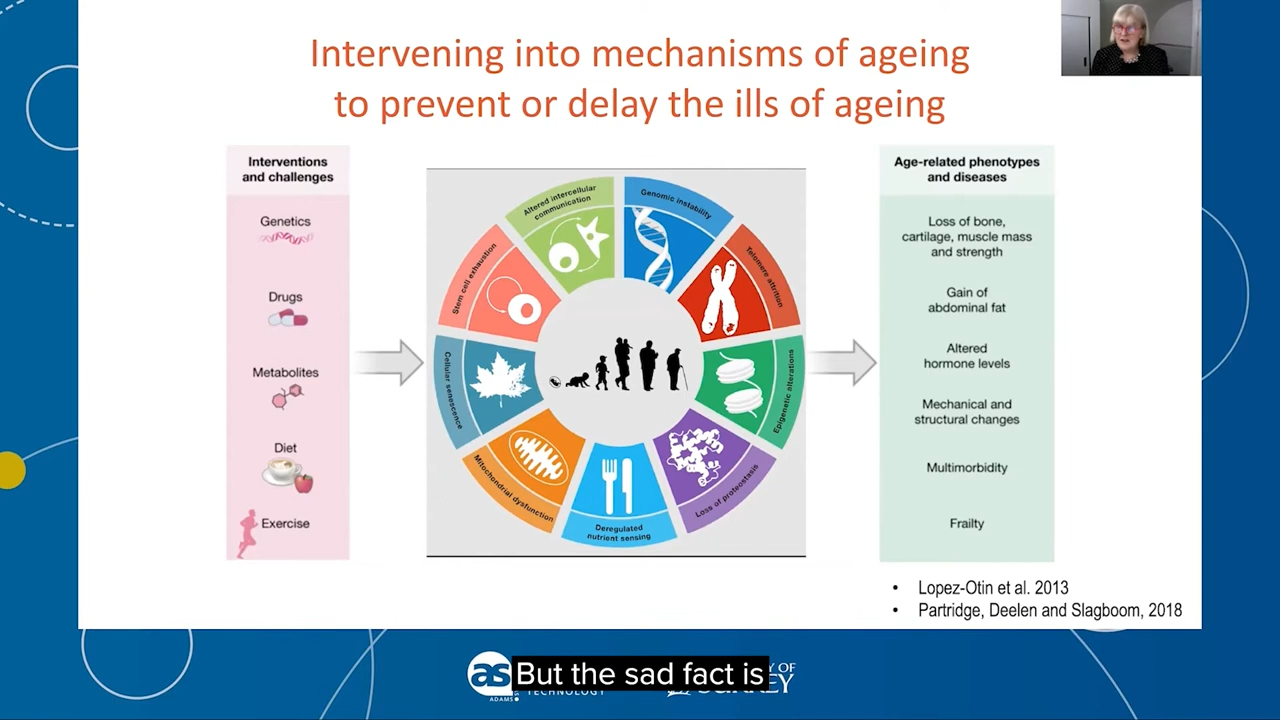 Intervening into mechanisms of ageing
to prevent or delay the ills of ageing
Interventions
and challenges
Genetics
Drugs
Metabolites
Diet
Exercise
Altered intercellular
communication
Genomic instability
Telomere attrition
Epigenetic alterations
Loss of proteostasis
Deregulated
nutrient sensing
Mitochondrial dysfunction
Cellular senescence
Stem cell exhaustion
Age-related phenotypes
and diseases
Loss of bone,
cartilage, muscle mass
and strength
Gain of
abdominal fat
Altered
hormone levels
Mechanical and
structural changes
Multimorbidity
Frailty
• Lopez-Otin et al. 2013
• Partridge, Deelen and Slagboom, 2018
as
ADAMS
TECHNOLOGY
But the sad fact is
OF